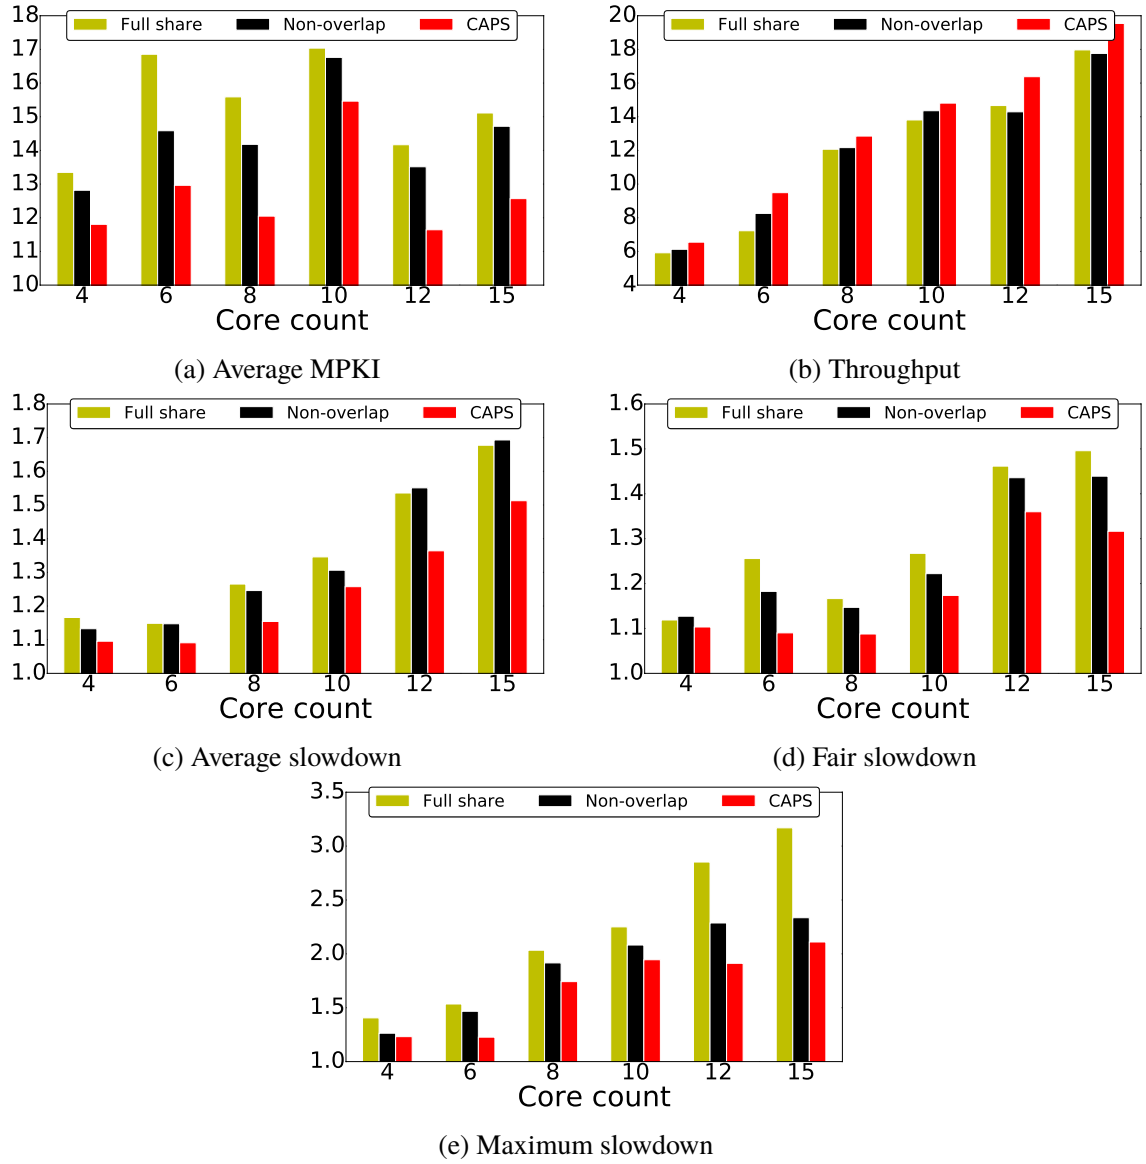 Full share Non-overlap CAPS
18
17
16
15
14
13
12
11
10
4 6 8 10 12 15
Core count
(a) Average MPKI
Full share Non-overlap CAPS
20
18
16
14
12
10
8
6
4
4 6 8 10 12 15
Core count
(b) Throughput
Full share Non-overlap CAPS
1.8
1.7
1.6
1.5
1.4
1.3
1.2
1.1
1.0
4 6 8 10 12 15
Core count
(c) Average slowdown
Full share Non-overlap CAPS
1.6
1.5
1.4
1.3
1.2
1.1
1.0
4 6 8 10 12 15
Core count
(d) Fair slowdown
Full share Non-overlap CAPS
3.5
3.0
2.5
2.0
1.5
1.0
4 6 8 10 12 15
Core count
(e) Maximum slowdown